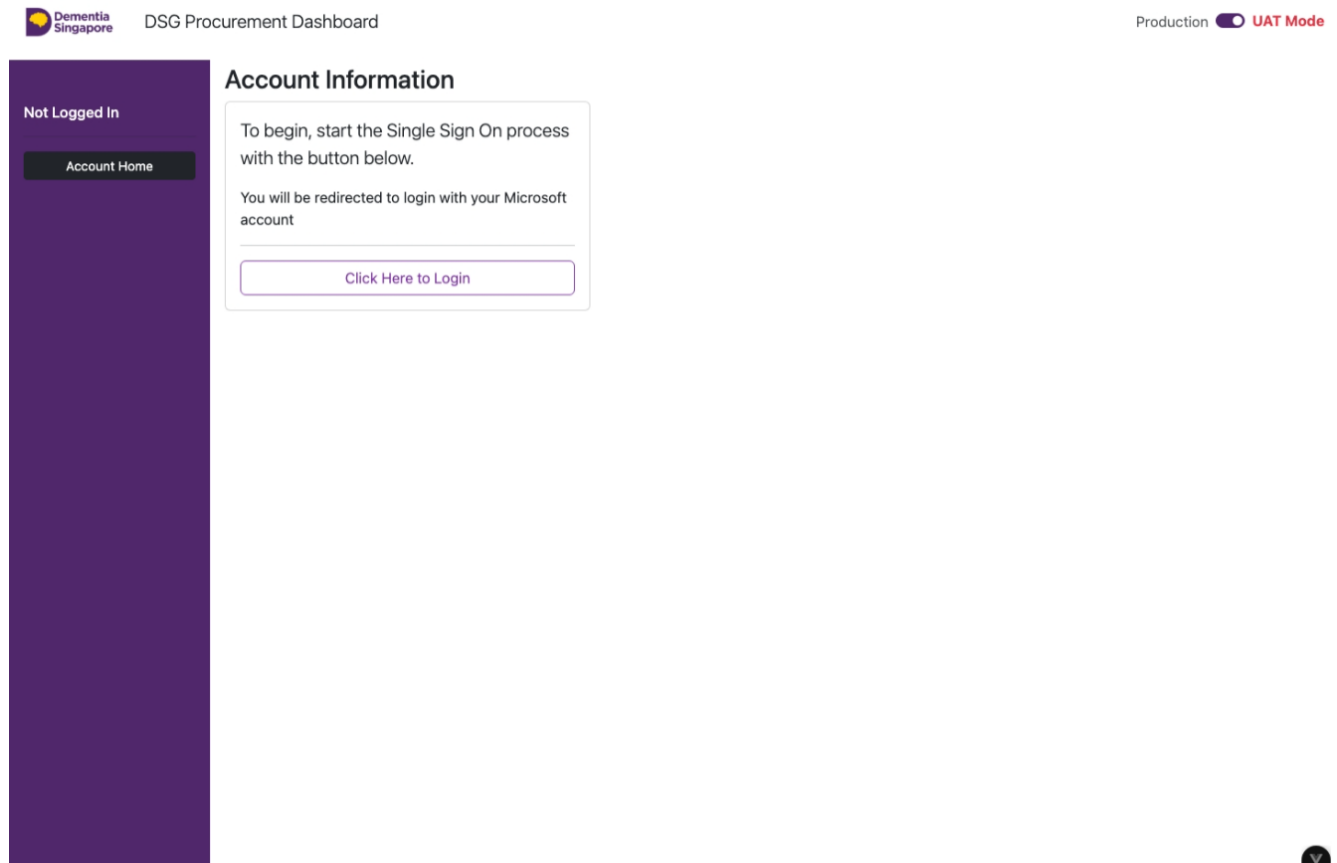 Dementia
Singapore
DSG Procurement Dashboard
Production UAT Mode
Not Logged In
Account Home
Account Information
To begin, start the Single Sign On process
with the button below.
You will be redirected to login with your Microsoft
account
Click Here to Login